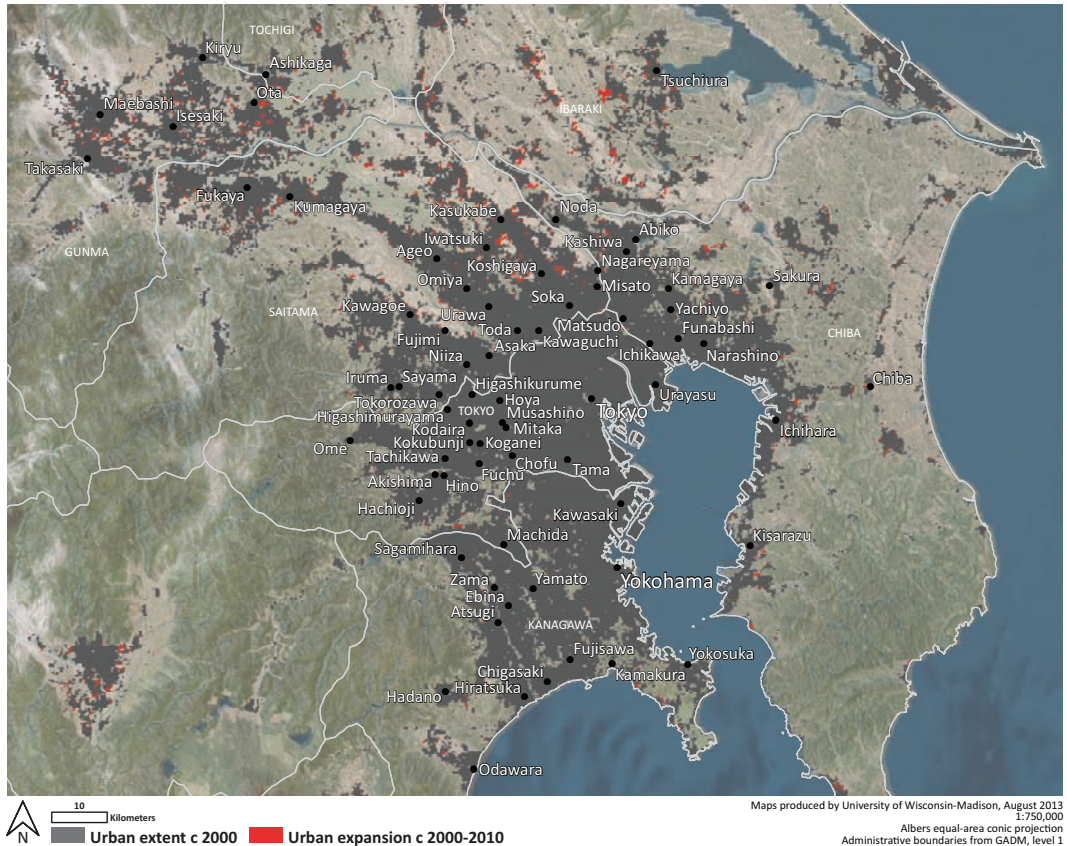 TOCHIGI
Kiryu
Ashikaga
Tsuchiura
Ota
Maebashi
IBARAKI
Isesaki
Takasaki
Fukaya
Kumagaya
Kasukabe
Noda
Abiko
Iwatsuki
Kashiwa
GUNMA
Ageo
Nagareyama
Koshigaya
Omiya
Kamagaya
Sakura
Misato
Soka
Kawagoe
SAITAMA
Urawa
Yachiyo
Toda
Matsudo
Funabashi
CHIBA
Fujimi
Kawaguchi
Asaka
Niiza
Ichikawa
Narashino
Iruma
Sayama
Higashikurume
Chiba
Urayasu
Tokorozawa
Hoya
TOKYO
Musashino
Tokyo
Higashimurayama
Kodaira
Mitaka
Ichihara
Kokubunji
Koganei
Ome
Tachikawa
Chofu
Tama
Fuchu
Akishima
Hino
Hachioji
Kawasaki
Machida
Kisarazu
Sagamihara
Zama
Yamato
Yokohama
Ebina
Atsugi
KANAGAWA
Fujisawa
Yokosuka
Chigasaki
Kamakura
Hadano
Hiratsuka
Odawara
10
Kilometers
N
Urban extent c 2000
Urban expansion c 2000-2010
Maps produced by University of Wisconsin-Madison, August 2013
1:750,000
Albers equal-area conic projection
Administrative boundaries from GADM, level 1